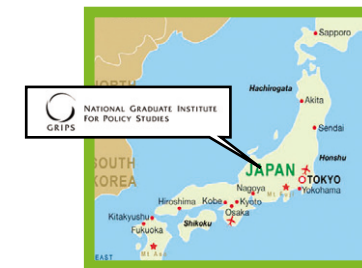 Sapporo
NORTH
Hachirogata
Akita
NATIONAL GRADUATE INSTITUTE
FOR POLICY STUDIES
GRIPS
Sendai
Honshu
SOUTH
KOREA
JAPAN
TOKYO
Nagoya
Yokohama
Hiroshima
Kobe
Kyoto
Osaka
Kitakyushu
Shikoku
Fukuoka
EAST